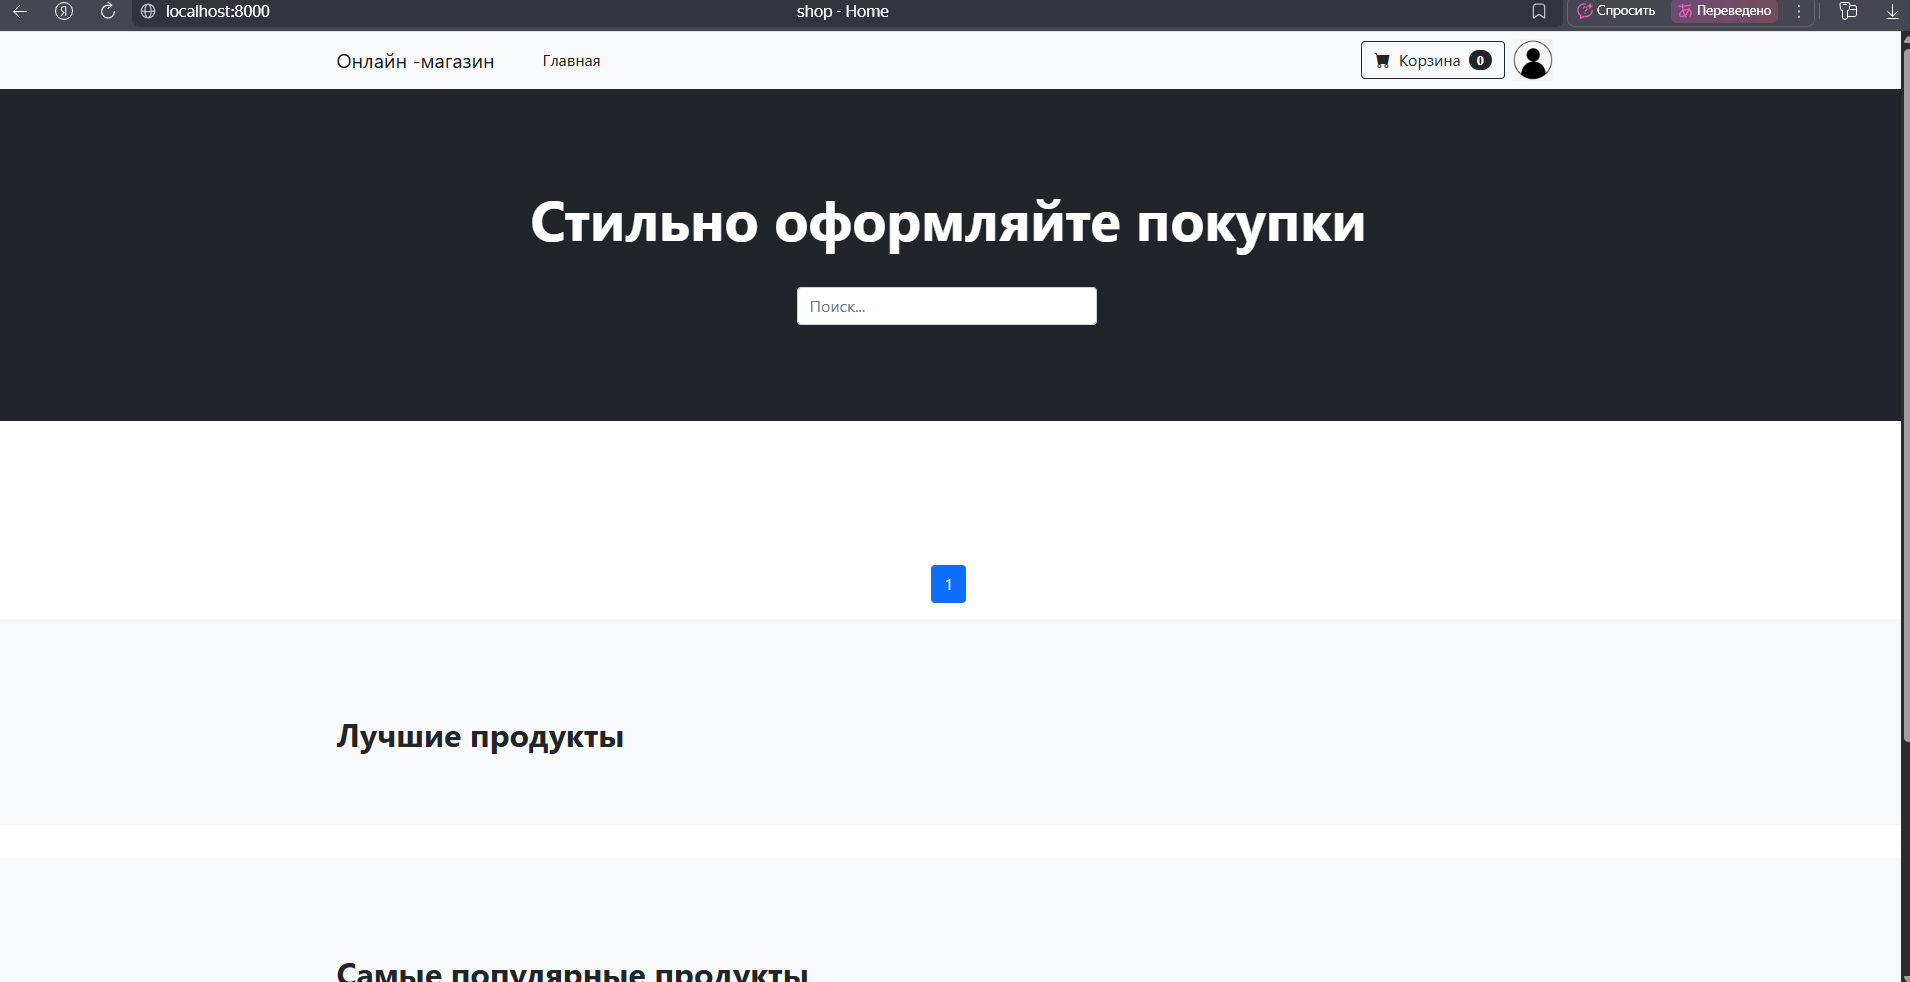 localhost:8000
shop - Home
Спросить
Переведено
Онлайн -магазин
Главная
Корзина 0
Стильно оформляйте покупки
Поиск...
1
Лучшие продукты
Самые популярные продукты